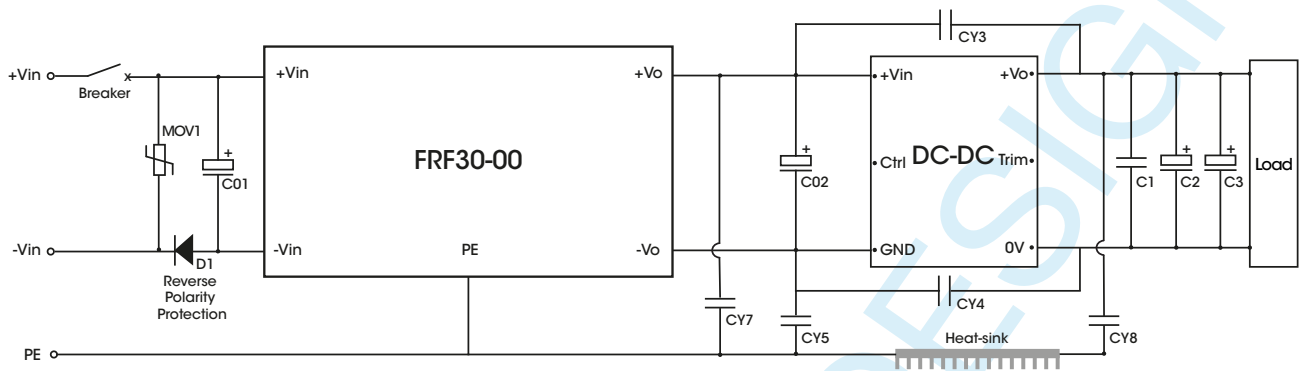 CY3
+Vin
Breaker
+Vin
+Vo
+Vin
+Vo
MOV1
C01
FRF30-00
C02
Ctrl
DC-DC
Trim
C1
C2
C3
Load
-Vin
D1
Reverse
Polarity
Protection
-Vin
PE
-Vo
GND
0V
CY7
CY5
CY4
CY8
Heat-sink
PE
+
+
+
+
DESIGN